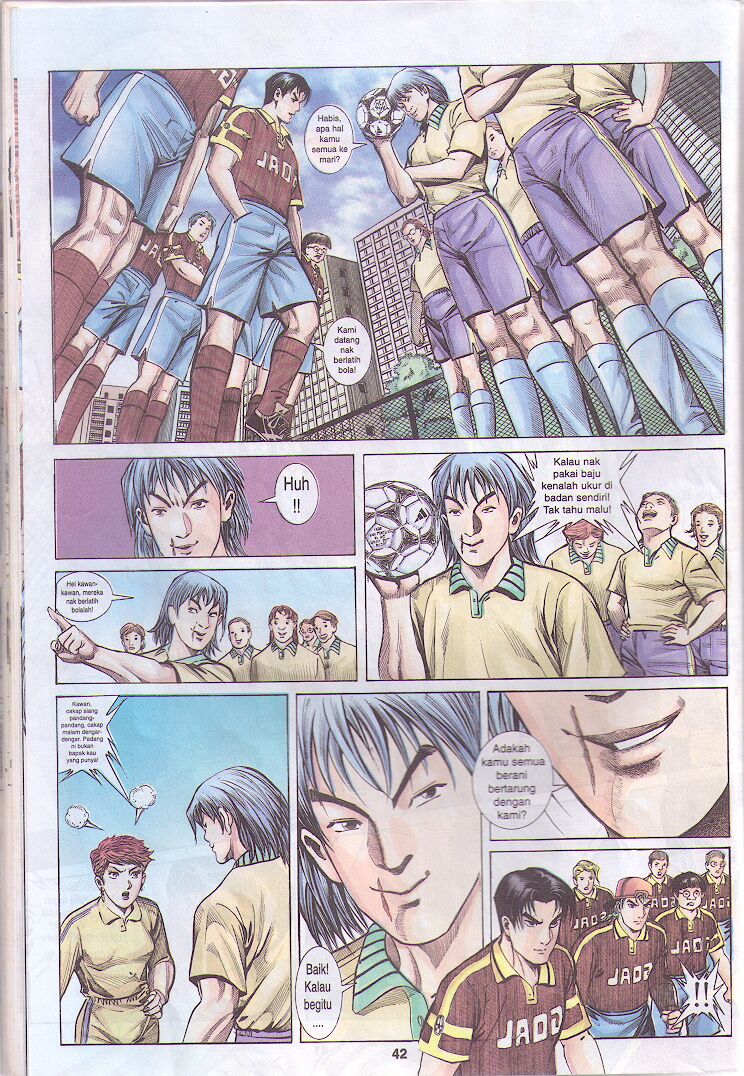 Habis,
apa hal
kamu
semua ke
mari?
JAD
Kami
datang
nak
berlatih
bola!
Huh
!!
Kalau nak
pakai baju
kenalah ukur di
badan sendiri!
Tak tahu malu!
Hei kawan-
kawan, mereka
nak berlatih
bolalah!
Kawan,
cakap siang
pandang-
pandang, cakap
malam dengar-
dengar. Padang
ni bukan
bapak kau
yang punya!
Baik!
Kalau
begitu
....
Adakah
kamu semua
berani
bertarung
dengan
kami?
!!
42